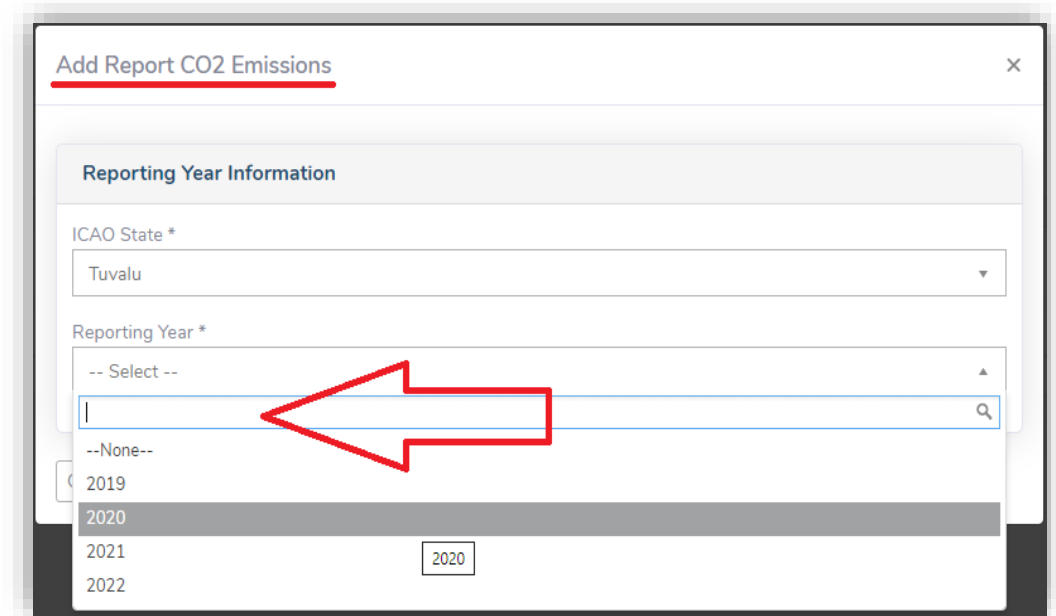 Add Report CO2 Emissions ×
Reporting Year Information
ICAO State *
Tuvalu
Reporting Year *
-- Select --
--None--
2019
2020
2021
2020
2022